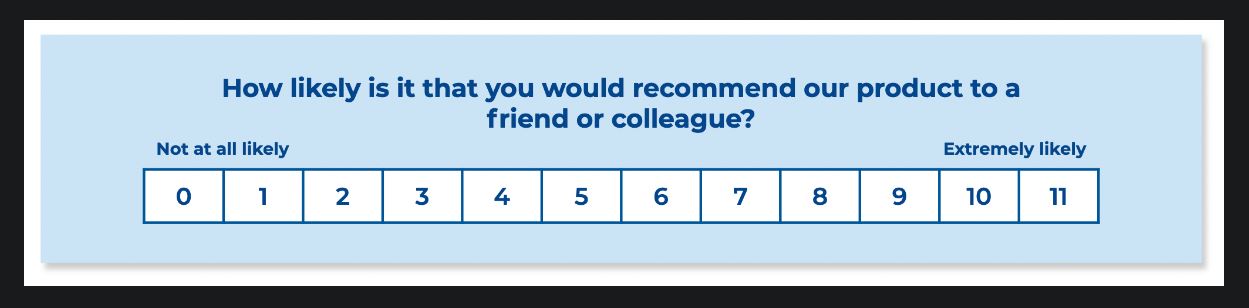 How likely is it that you would recommend our product to a
friend or colleague?
Not at all likely Extremely likely
0 1 2 3 4 5 6 7 8 9 10 11